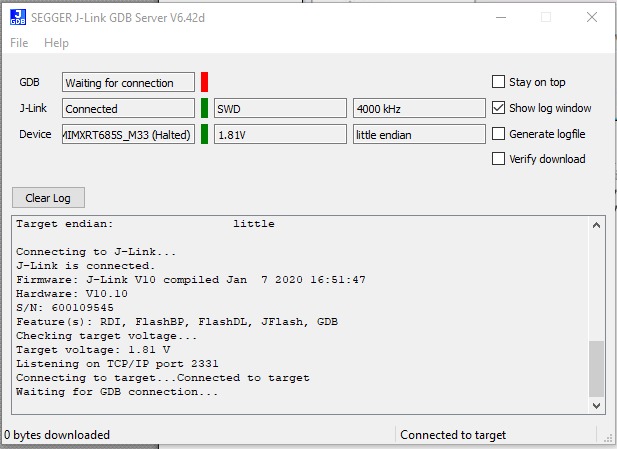 J
GDB
SEGGER J-Link GDB Server V6.42d
File Help
GDB Waiting for connection Stay on top
J-Link Connected SWD 4000 kHz Show log window
Device MIMXRT685S_M33 (Halted) 1.81V little endian Generate logfile
Verify download
Clear Log
Target endian: little
Connecting to J-Link...
J-Link is connected.
Firmware: J-Link V10 compiled Jan 7 2020 16:51:47
Hardware: V10.10
S/N: 600109545
Feature(s): RDI, FlashBP, FlashDL, JFlash, GDB
Checking target voltage...
Target voltage: 1.81 V
Listening on TCP/IP port 2331
Connecting to target...Connected to target
Waiting for GDB connection...
0 bytes downloaded Connected to target